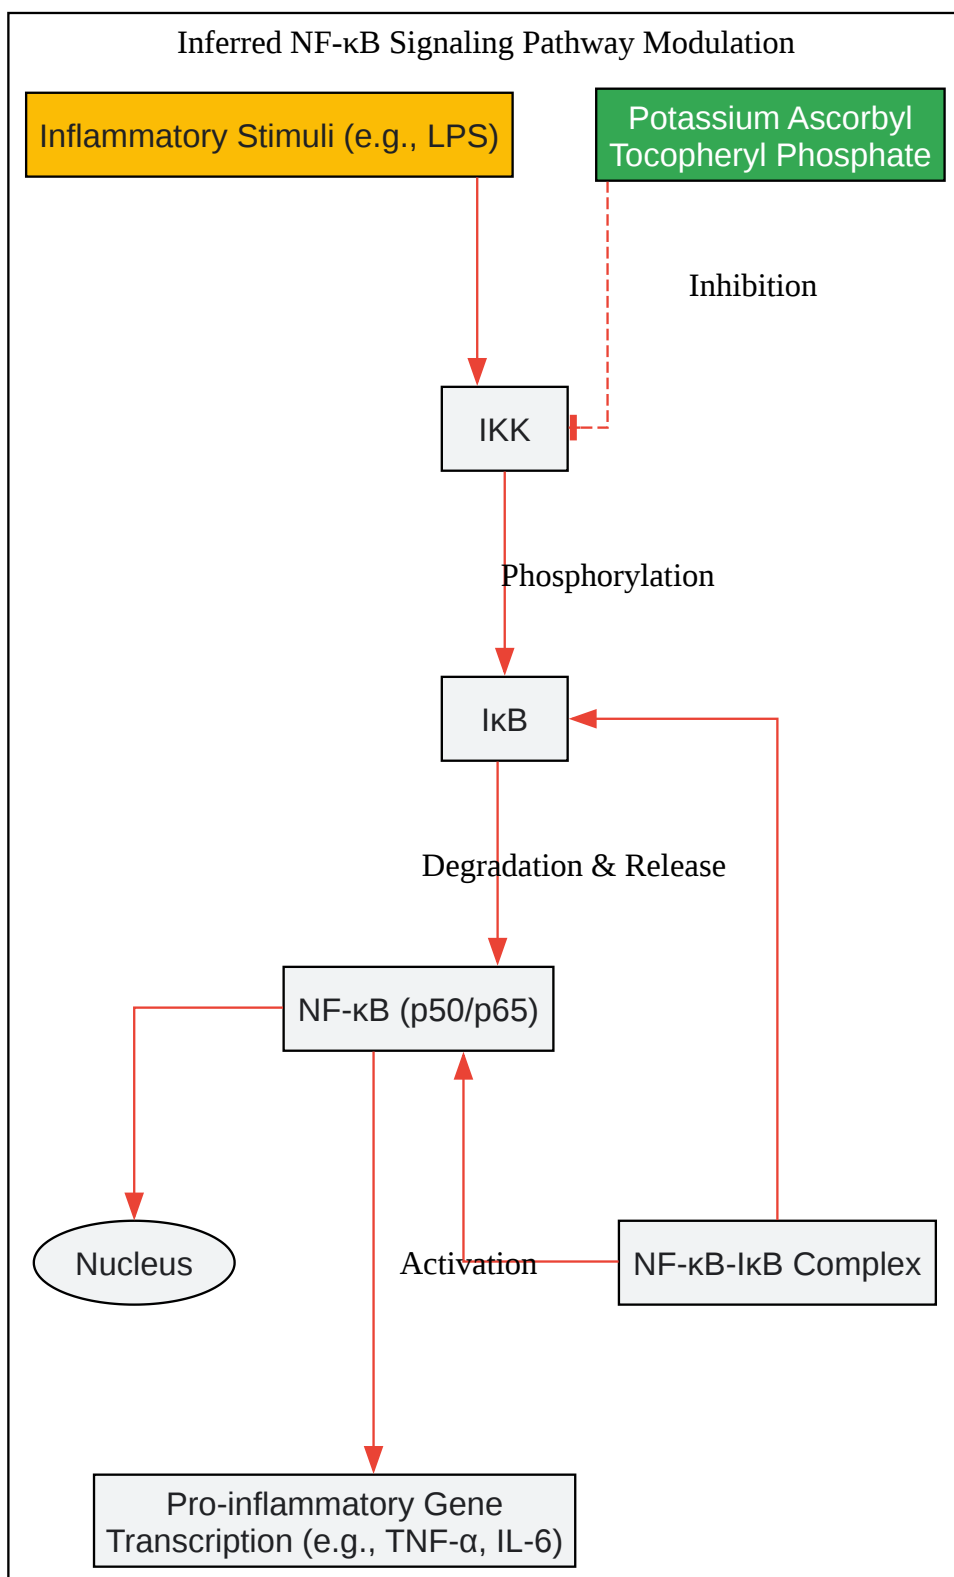 Inferred NF-κB Signaling Pathway Modulation
Inflammatory Stimuli (e.g., LPS)
Potassium Ascorbyl
Tocopheryl Phosphate
Inhibition
IKK
Phosphorylation
IκB
Degradation & Release
NF-κB (p50/p65)
Nucleus
Activation
NF-κB-IκB Complex
Pro-inflammatory Gene
Transcription (e.g., TNF-α, IL-6)